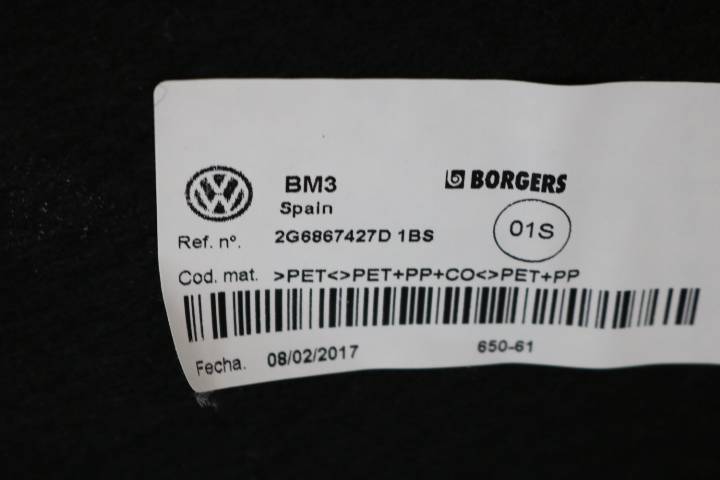 BM3
BORGERS
Spain
01S
Ref. nº. 2G6867427D 1BS
Cod. mat. >PET<>PET+PP+CO<>PET+PP
Fecha. 08/02/2017 650-61